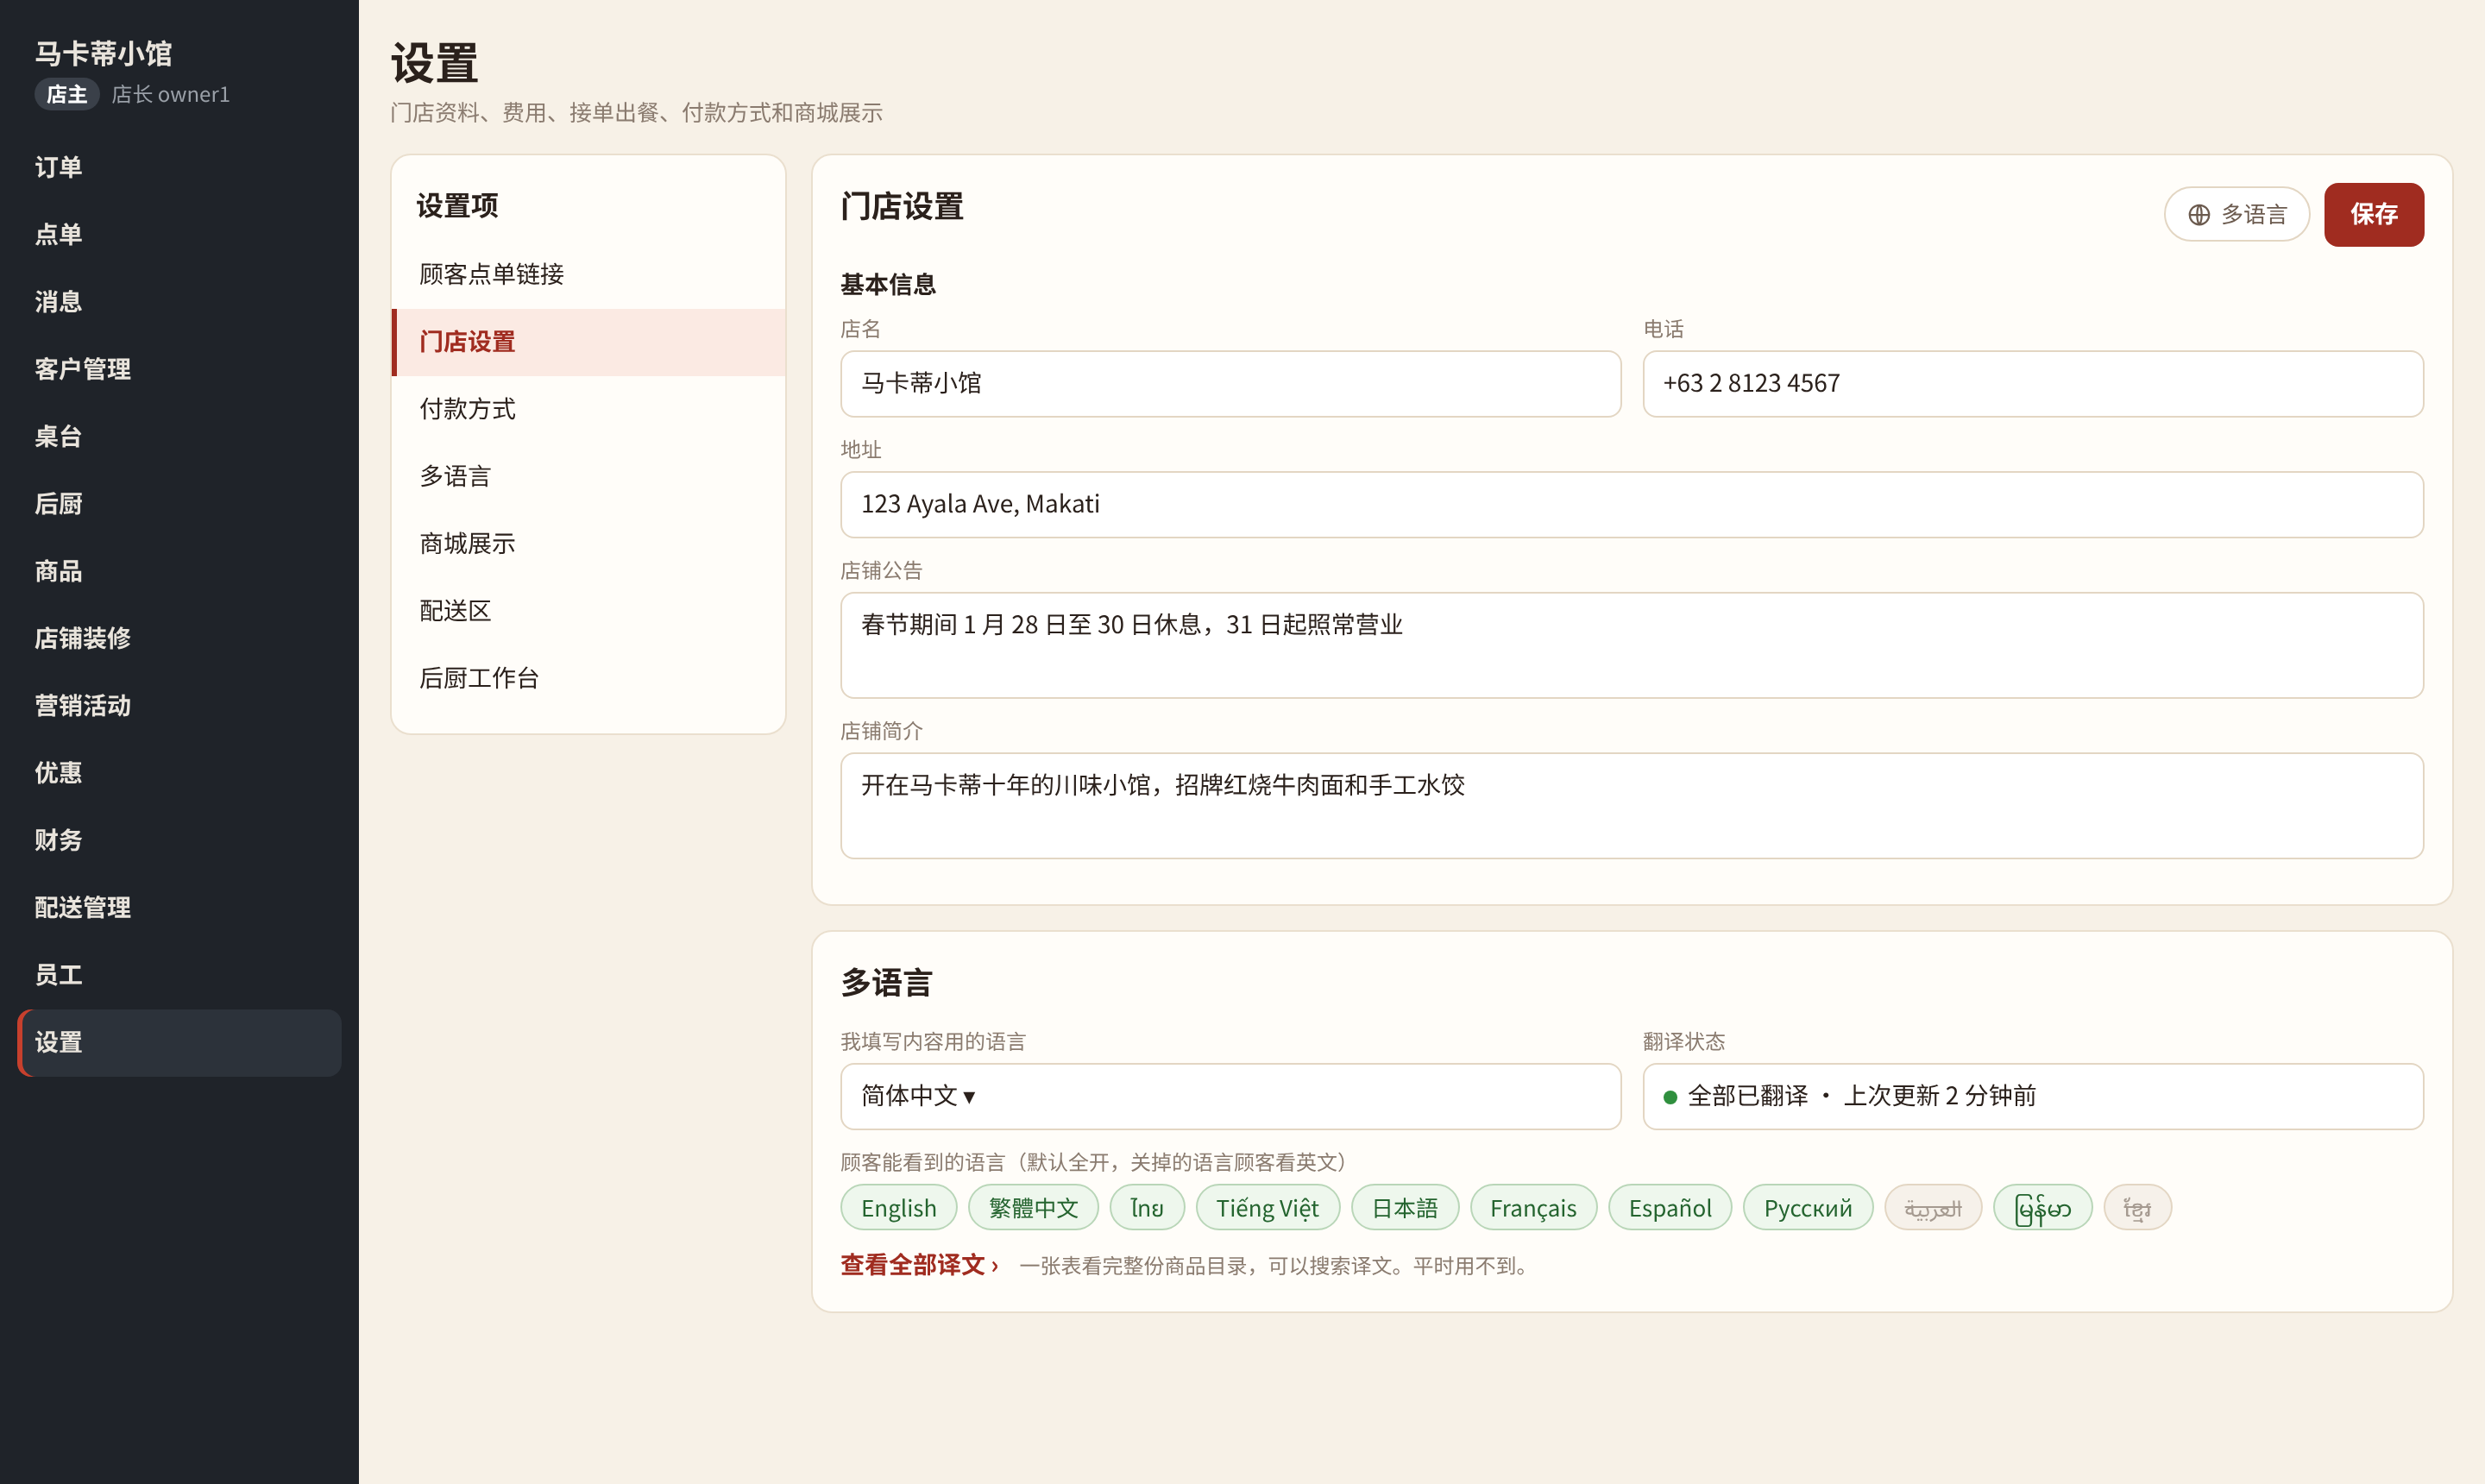 马卡蒂小馆
店主 店长 owner1
订单
点单
消息
客户管理
桌台
后厨
商品
店铺装修
营销活动
优惠
财务
配送管理
员工
设置
设置
门店资料、费用、接单出餐、付款方式和商城展示
设置项
顾客点单链接
门店设置
付款方式
多语言
商城展示
配送区
后厨工作台
门店设置
多语言
保存
基本信息
店名
马卡蒂小馆
电话
+63 2 8123 4567
地址
123 Ayala Ave, Makati
店铺公告
春节期间 1 月 28 日至 30 日休息，31 日起照常营业
店铺简介
开在马卡蒂十年的川味小馆，招牌红烧牛肉面和手工水饺
多语言
我填写内容用的语言
简体中文 ▾
翻译状态
全部已翻译 · 上次更新 2 分钟前
顾客能看到的语言（默认全开，关掉的语言顾客看英文）
English 繁體中文 ไทย Tiếng Việt 日本語 Français Español Русский العربية မြန်မာ ខ្មែរ
查看全部译文 › 一张表看完整份商品目录，可以搜索译文。平时用不到。